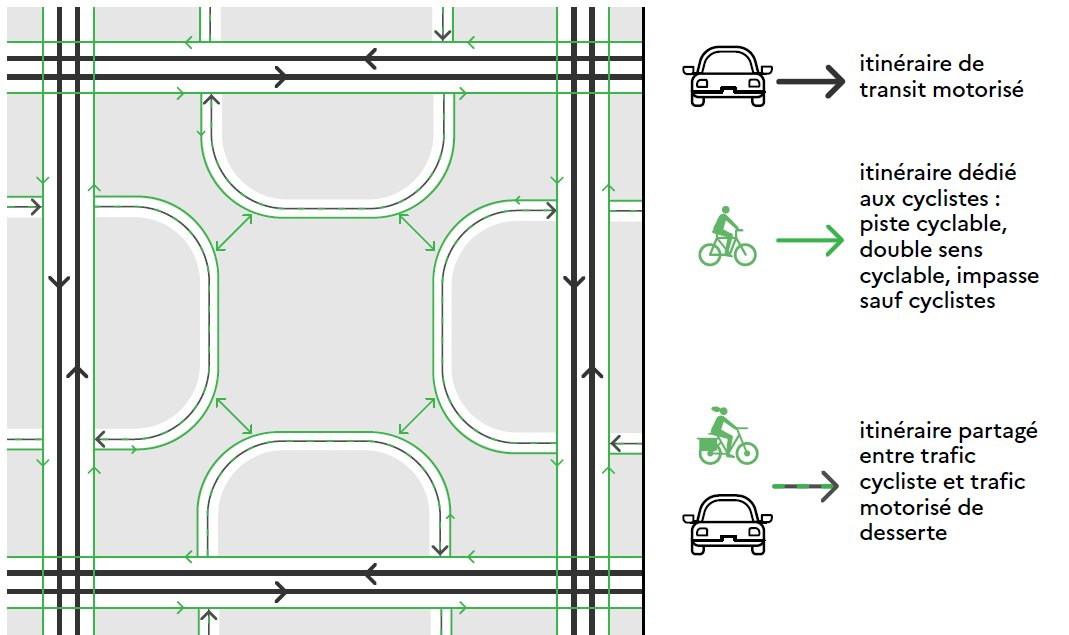 itinéraire de
transit motorisé
itinéraire dédié
aux cyclistes :
piste cyclable,
double sens
cyclable, impasse
sauf cyclistes
itinéraire partagé
entre trafic
cycliste et trafic
motorisé de
desserte